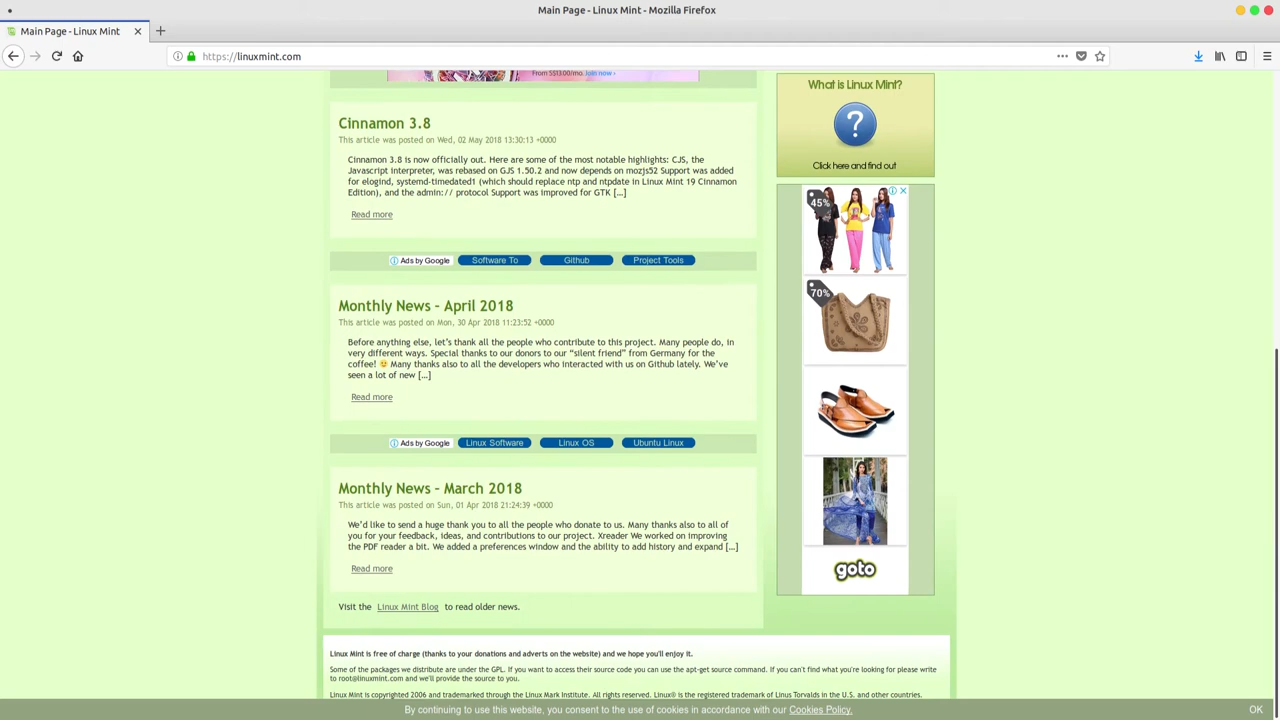 Main Page - Linux Mint - Mozilla Firefox
Main Page - Linux Mint
https://linuxmint.com
From S$13.00/mo. Join now ›
What is Linux Mint?
?
Click here and find out
Cinnamon 3.8
This article was posted on Wed, 02 May 2018 13:30:13 +0000
Cinnamon 3.8 is now officially out. Here are some of the most notable highlights: CJS, the
Javascript interpreter, was rebased on GJS 1.50.2 and now depends on mozjs52 Support was added
for elogind, systemd-timedated1 (which should replace ntp and ntpdate in Linux Mint 19 Cinnamon
Edition), and the admin:// protocol Support was improved for GTK […]
Read more
Ads by Google
Software To
Github
Project Tools
45%
70%
Monthly News – April 2018
This article was posted on Mon, 30 Apr 2018 11:23:52 +0000
Before anything else, let's thank all the people who contribute to this project. Many people do, in
very different ways. Special thanks to our donors to our “silent friend” from Germany for the
coffee! 🙂 Many thanks also to all the developers who interacted with us on Github lately. We've
seen a lot of new […]
Read more
Ads by Google
Linux Software
Linux OS
Ubuntu Linux
Monthly News – March 2018
This article was posted on Sun, 01 Apr 2018 21:24:39 +0000
We'd like to send a huge thank you to all the people who donate to us. Many thanks also to all of
you for your feedback, ideas, and contributions to our project. Xreader We worked on improving
the PDF reader a bit. We added a preferences window and the ability to add history and expand […]
Read more
goto
Visit the Linux Mint Blog to read older news.
Linux Mint is free of charge (thanks to your donations and adverts on the website) and we hope you'll enjoy it.
Some of the packages we distribute are under the GPL. If you want to access their source code you can use the apt-get source command. If you can't find what you're looking for please write
to root@linuxmint.com and we'll provide the source to you.
Linux Mint is copyrighted 2006 and trademarked through the Linux Mark Institute. All rights reserved. Linux® is the registered trademark of Linus Torvalds in the U.S. and other countries.
By continuing to use this website, you consent to the use of cookies in accordance with our Cookies Policy.
OK